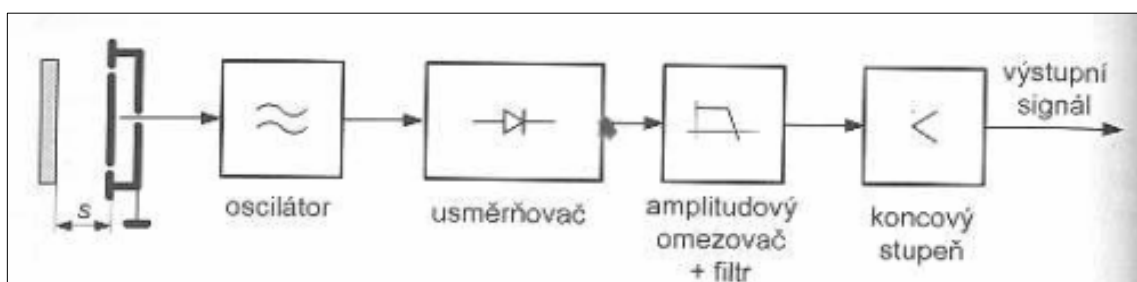 s
oscilátor
usměrňovač
amplitudový
omezovač
+ filtr
koncový
stupeň
výstupní
signál